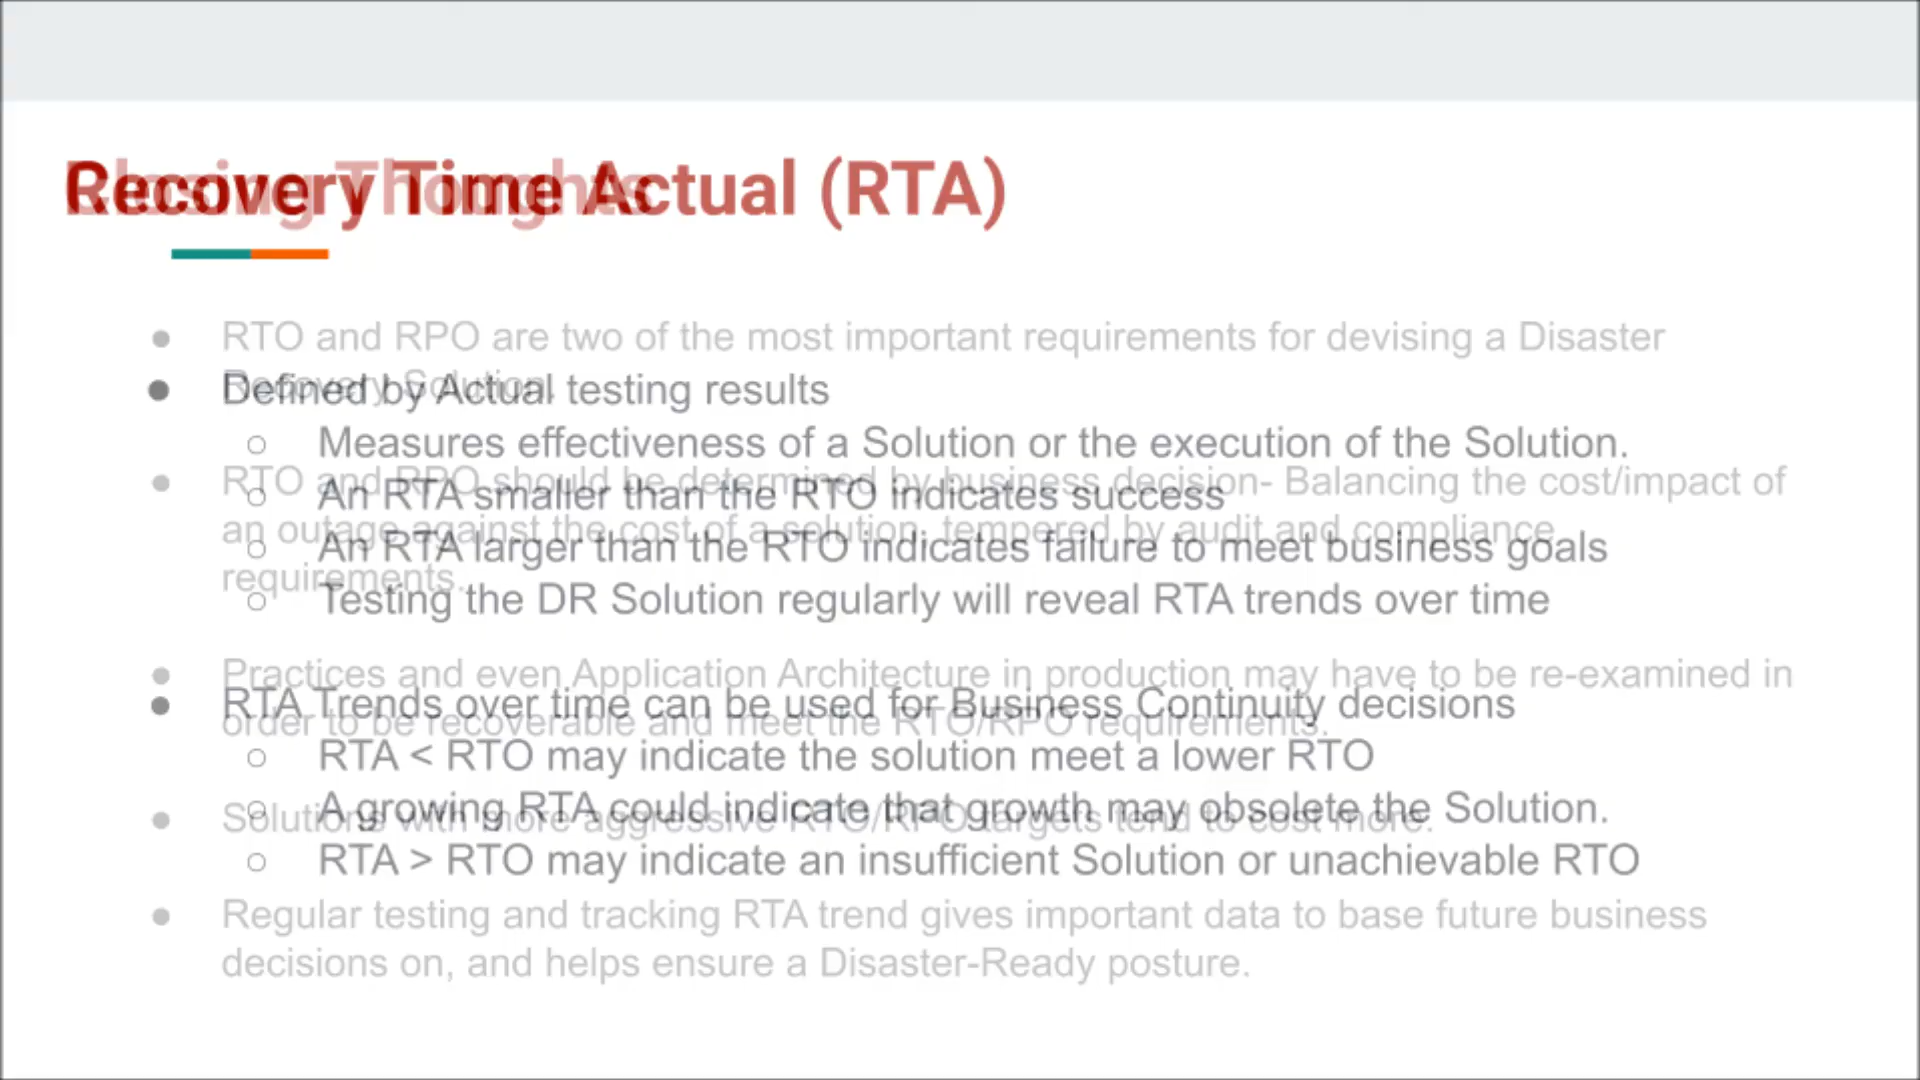 Recovery Time Actual (RTA)
Defined by Actual testing results
Measures effectiveness of a Solution or the execution of the Solution.
An RTA smaller than the RTO indicates success
An RTA larger than the RTO indicates failure to meet business goals
Testing the DR Solution regularly will reveal RTA trends over time
RTA Trends over time can be used for Business Continuity decisions
RTA < RTO may indicate the solution meet a lower RTO
A growing RTA could indicate that growth may obsolete the Solution.
RTA > RTO may indicate an insufficient Solution or unachievable RTO
Closing Thoughts
RTO and RPO are two of the most important requirements for devising a Disaster
Recovery Solution.
RTO and RPO should be determined by business decision- Balancing the cost/impact of
an outage against the cost of a solution, tempered by audit and compliance
requirements.
Practices and even Application Architecture in production may have to be re-examined in
order to be recoverable and meet the RTO/RPO requirements.
Solutions with more aggressive RTO/RPO targets tend to cost more.
Regular testing and tracking RTA trend gives important data to base future business
decisions on, and helps ensure a Disaster-Ready posture.